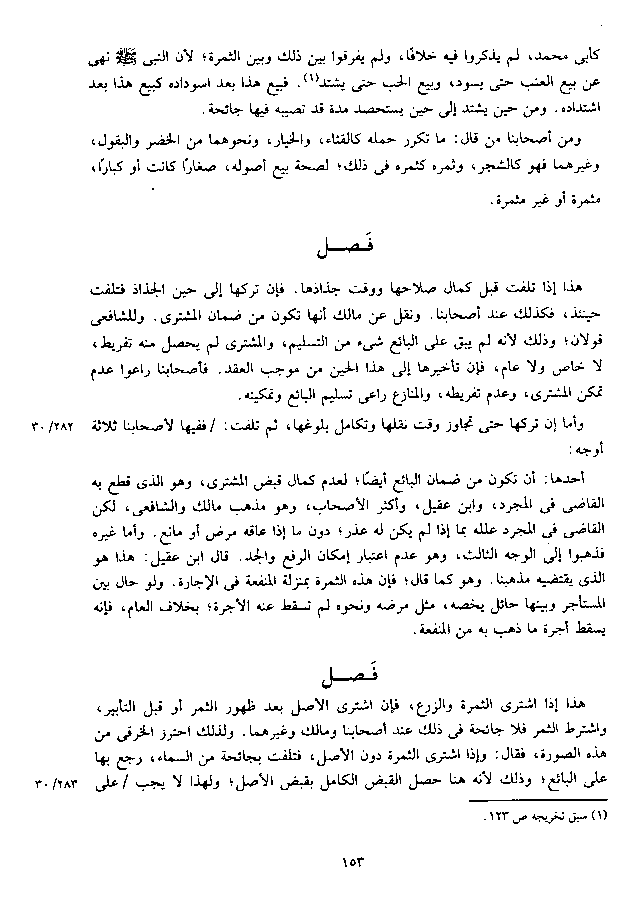 كأبى محمد، لم يذكروا فيه خلافًا، ولم يفرقوا بين ذلك وبين الثمرة؛ لأن النبى ﷺ نهى
عن بيع العنب حتى يسود، وبيع الحب حتى يشتد(١). فبيع هذا بعد اسوداده كبيع هذا بعد
اشتداده. ومن حين يشتد إلى حين يستحصد مدة قد تصيبه فيها جائحة.
ومن أصحابنا من قال: ما تكرر حمله كالقثاء، والخيار، ونحوهما من الخضر والبقول،
وغيرهما فهو كالشجر، وثمره كثمره فى ذلك؛ لصحة بيع أصوله، صغارًا كانت أو كبارًا،
مثمرة أو غير مثمرة.
فَصـــل
هذا إذا تلفت قبل كمال صلاحها ووقت جذاذها. فإن تركها إلى حين الجذاذ فتلفت
حينئذ، فكذلك عند أصحابنا. ونقل عن مالك أنها تكون من ضمان المشترى. وللشافعى
قولان؛ وذلك لأنه لم يبق على البائع شىء من التسليم، والمشترى لم يحصل منه تفريط،
لا خاص ولا عام، فإن تأخيرها إلى هذا الحين من موجب العقد. فأصحابنا راعوا عدم
تمكن المشترى، وعدم تفريطه، والمنازع راعى تسليم البائع وتمكينه.
وأما إن تركها حتى تجاوز وقت نقلها وتكامل بلوغها، ثم تلفت: / ففيها لأصحابنا ثلاثة ٣٠/٢٨٢
أوجه:
أحدها: أن تكون من ضمان البائع أيضًا؛ لعدم كمال قبض المشترى، وهو الذى قطع به
القاضى فى المجرد، وابن عقيل، وأكثر الأصحاب، وهو مذهب مالك والشافعى، لكن
القاضى فى المجرد علله بما إذا لم يكن له عذر؛ دون ما إذا عاقه مرض أو مانع. وأما غيره
فذهبوا إلى الوجه الثالث، وهو عدم اعتبار إمكان الرفع والجد. قال ابن عقيل: هذا هو
الذى يقتضيه مذهبنا. وهو كما قال؛ فإن هذه الثمرة بمنزلة المنفعة فى الإجارة. ولو حال بين
المستأجر وبينها حائل يخصه، مثل مرضه ونحوه لم تسقط عنه الأجرة؛ بخلاف العام، فإنه
يسقط أجرة ما ذهب به من المنفعة.
فَصـــل
هذا إذا اشترى الثمرة والزرع، فإن اشترى الأصل بعد ظهور الثمر أو قبل التأبير،
واشترط الثمر فلا جائحة فى ذلك عند أصحابنا ومالك وغيرهما. ولذلك احترز الخرقى من
هذه الصورة، فقال: وإذا اشترى الثمرة دون الأصل، فتلفت بجائحة من السماء، رجع بها
على البائع؛ وذلك لأنه هنا حصل القبض الكامل بقبض الأصل؛ ولهذا لا يجب / على ٣٠/٢٨٣
(١) سبق تخريجه ص ١٢٣.
١٥٣